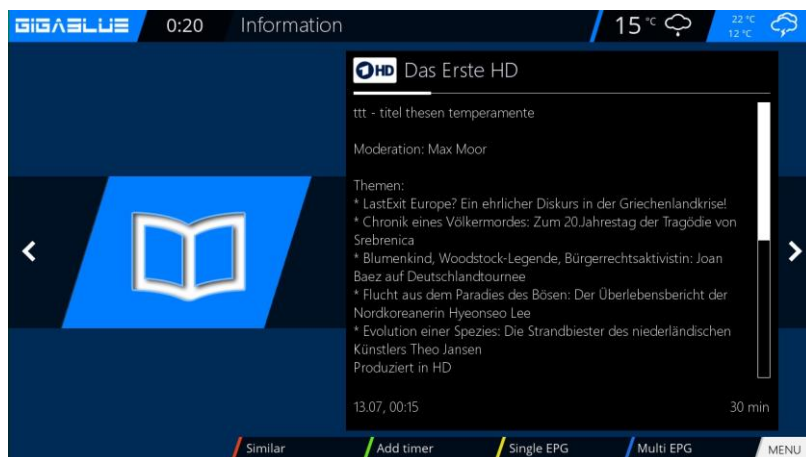 GIGABLUE
0:20
Information
15 °C
22 °C
12 °C
HD Das Erste HD
ttt - titel thesen temperamente
Moderation: Max Moor
Themen:
* LastExit Europe? Ein ehrlicher Diskurs in der Griechenlandkrise!
* Chronik eines Völkermordes: Zum 20.Jahrestag der Tragödie von
Srebrenica
* Blumenkind, Woodstock-Legende, Bürgerrechtsaktivistin: Joan
Baez auf Deutschlandtournee
* Flucht aus dem Paradies des Bösen: Der Überlebensbericht der
Nordkoreanerin Hyeonseo Lee
* Evolution einer Spezies: Die Strandbiester des niederländischen
Künstlers Theo Jansen
Produziert in HD
13.07, 00:15
30 min
Similar
Add timer
Single EPG
Multi EPG
MENU